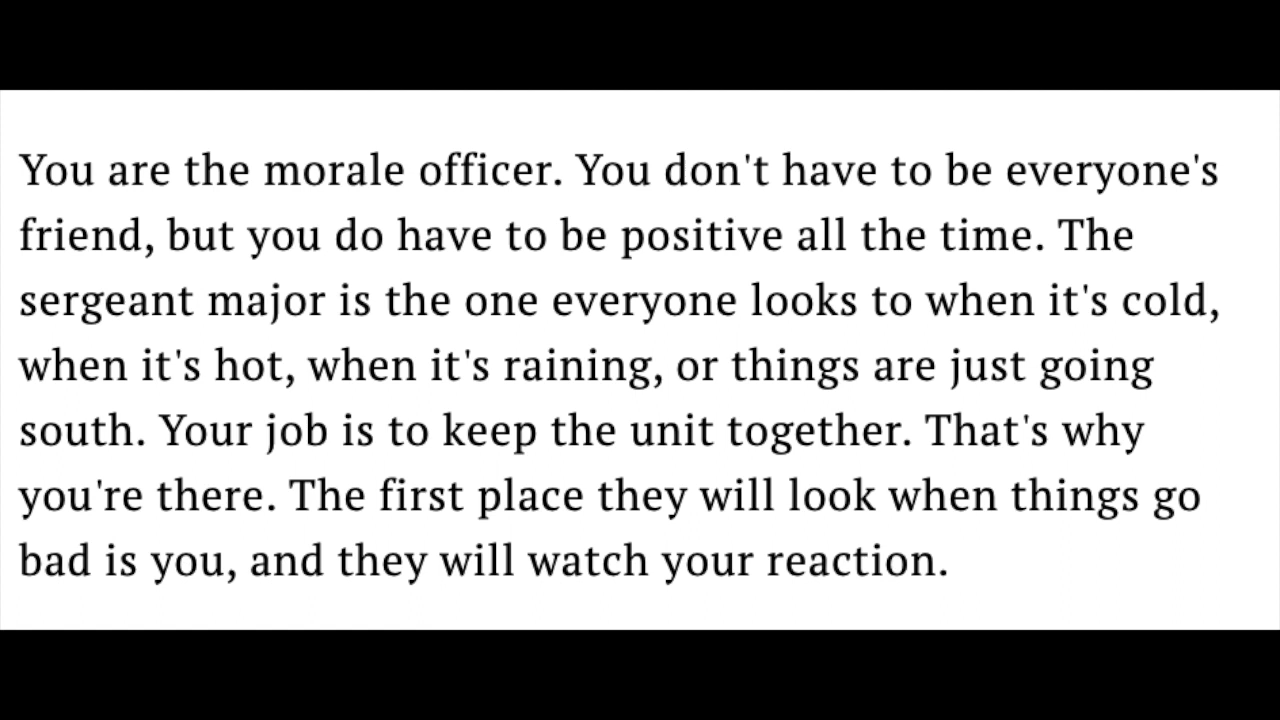 You are the morale officer. You don't have to be everyone's
friend, but you do have to be positive all the time. The
sergeant major is the one everyone looks to when it's cold,
when it's hot, when it's raining, or things are just going
south. Your job is to keep the unit together. That's why
you're there. The first place they will look when things go
bad is you, and they will watch your reaction.